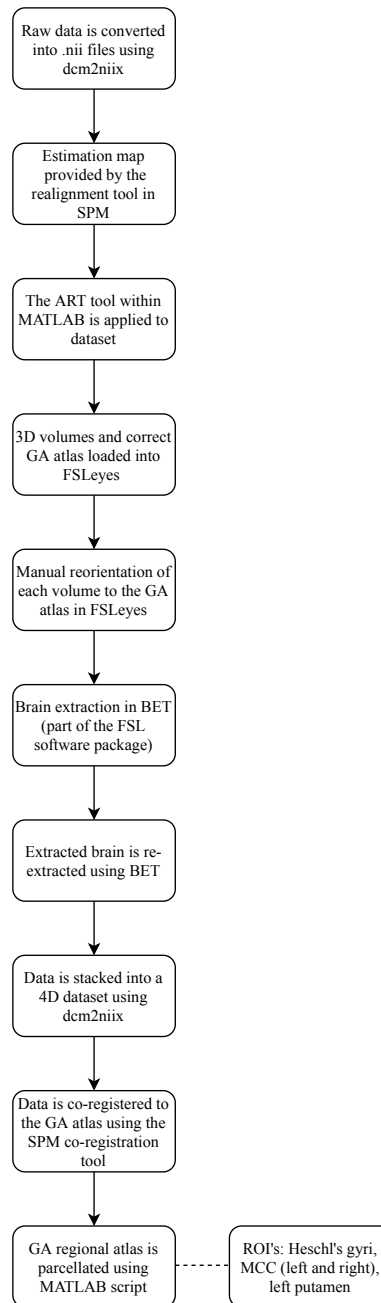 Raw data is converted
into .nii files using
dcm2niix
Estimation map
provided by the
realignment tool in
SPM
The ART tool within
MATLAB is applied to
dataset
3D volumes and correct
GA atlas loaded into
FSLeyes
Manual reorientation of
each volume to the GA
atlas in FSLeyes
Brain extraction in BET
(part of the FSL
software package)
Extracted brain is re-
extracted using BET
Data is stacked into a
4D dataset using
dcm2niix
Data is co-registered to
the GA atlas using the
SPM co-registration
tool
GA regional atlas is
parcellated using
MATLAB script
ROI's: Heschl's gyri,
MCC (left and right),
left putamen